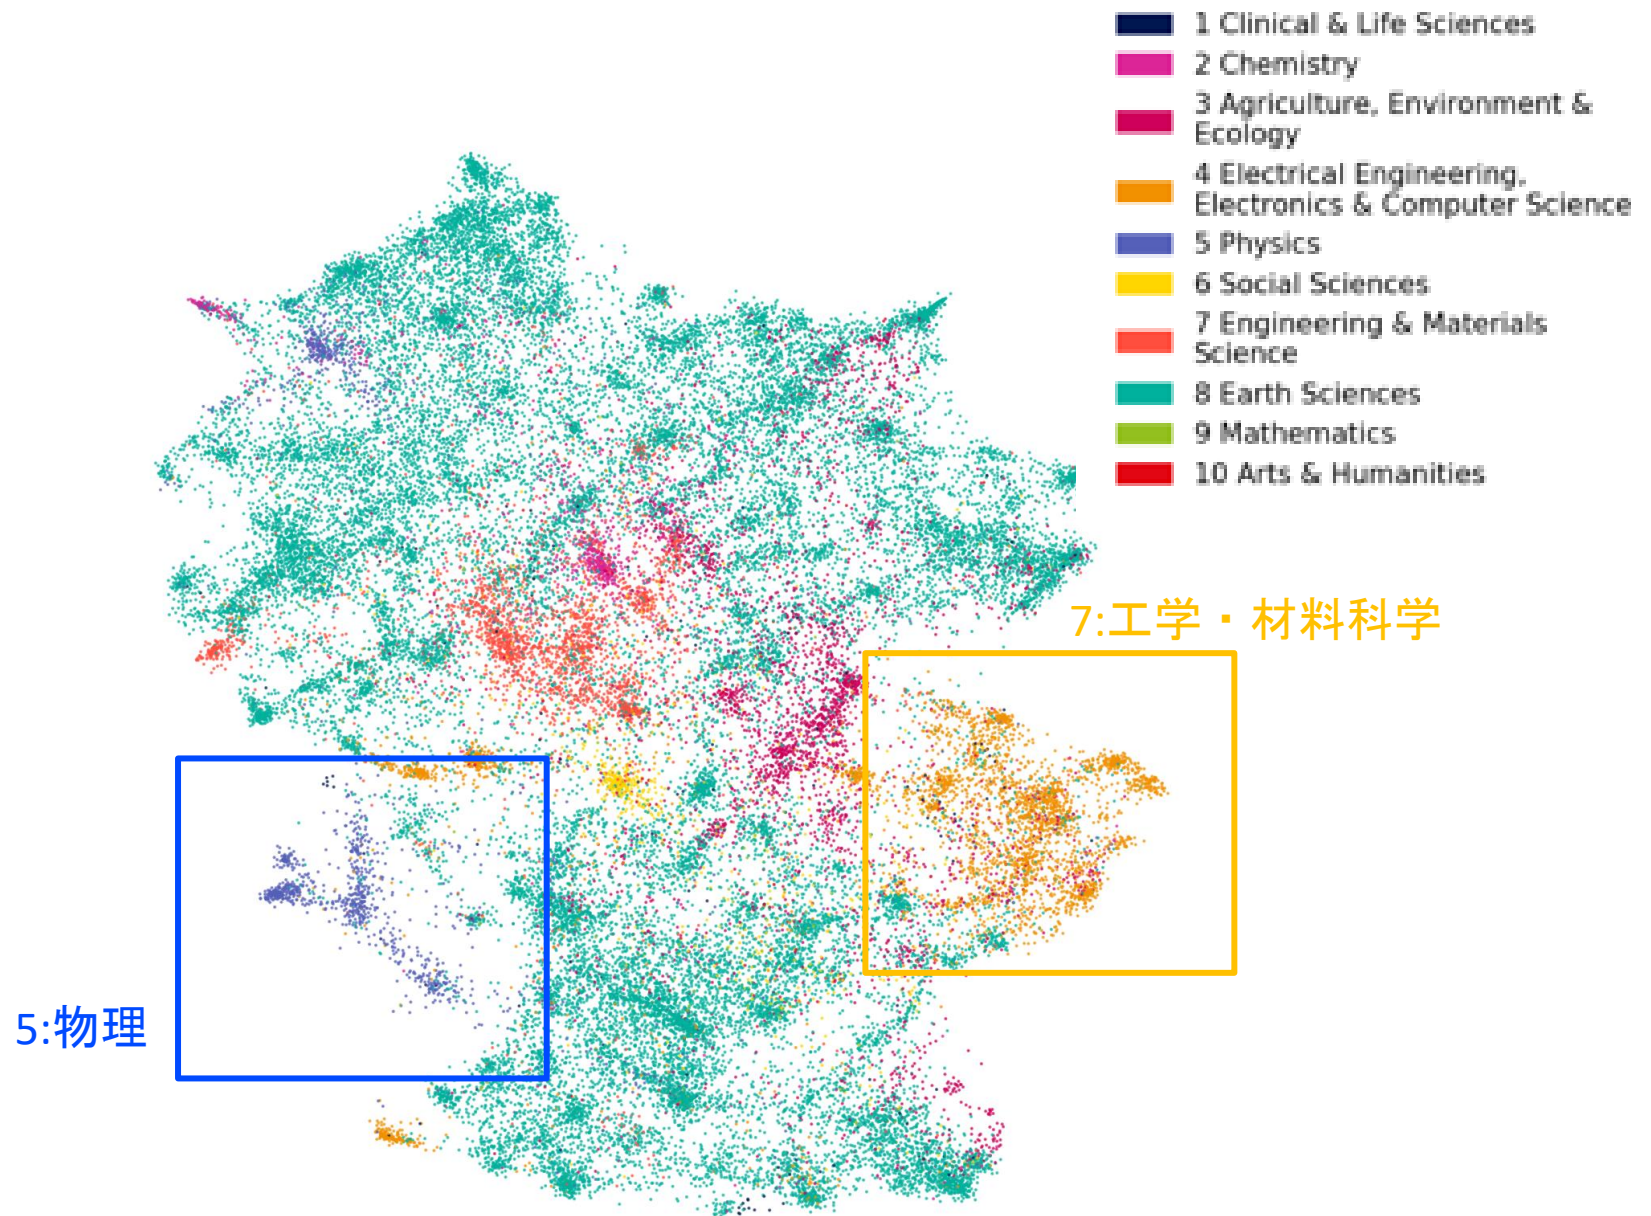 1 Clinical & Life Sciences
2 Chemistry
3 Agriculture, Environment &
Ecology
4 Electrical Engineering,
Electronics & Computer Science
5 Physics
6 Social Sciences
7 Engineering & Materials
Science
8 Earth Sciences
9 Mathematics
10 Arts & Humanities
7:工学・材料科学
5:物理